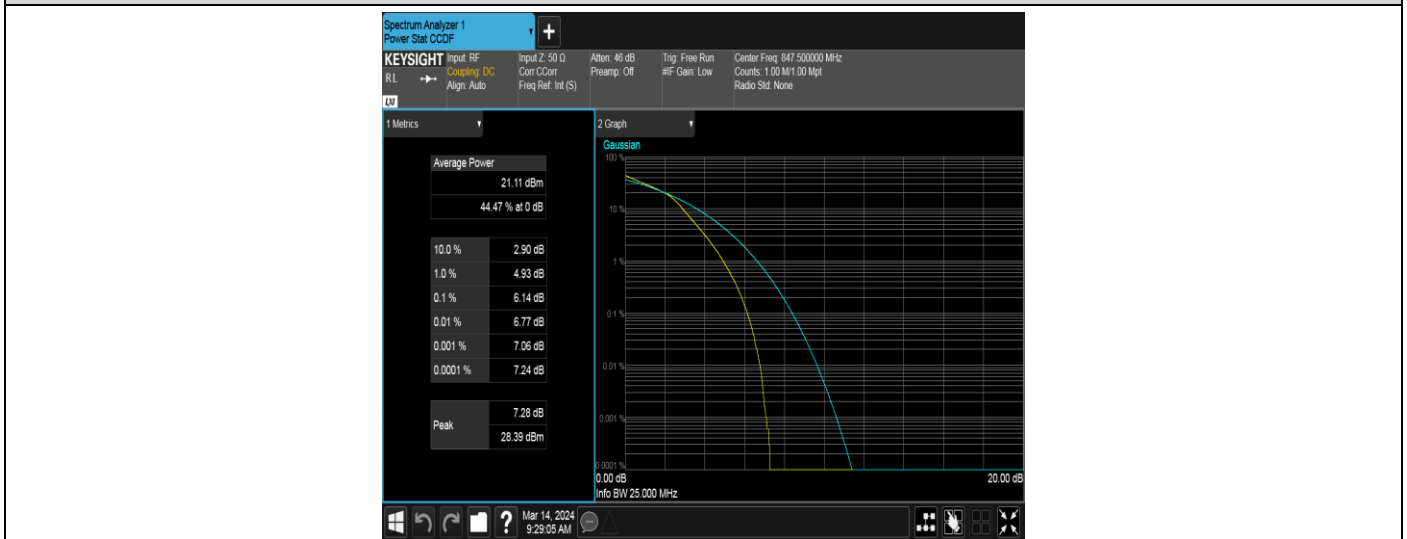 Spectrum Analyzer 1
Power Stat CCDF
+
KEYSIGHT Input: RF Input Z: 50 Ω Atten: 46 dB Trig: Free Run Center Freq: 847.500000 MHz
RL Coupling: DC Corr CCorr Preamp: Off #IF Gain: Low Counts: 1.00 M/1.00 Mpt
Align: Auto Freq Ref: Int (S) Radio Std: None
LXI
1 Metrics
2 Graph
Gaussian
Average Power
21.11 dBm
44.47 % at 0 dB
10.0 % 2.90 dB
1.0 % 4.93 dB
0.1 % 6.14 dB
0.01 % 6.77 dB
0.001 % 7.06 dB
0.0001 % 7.24 dB
Peak 7.28 dB
28.39 dBm
100 %
10 %
1 %
0.1 %
0.01 %
0.001 %
0.0001 %
0.00 dB 20.00 dB
Info BW 25.000 MHz
? Mar 14, 2024
9:29:05 AM